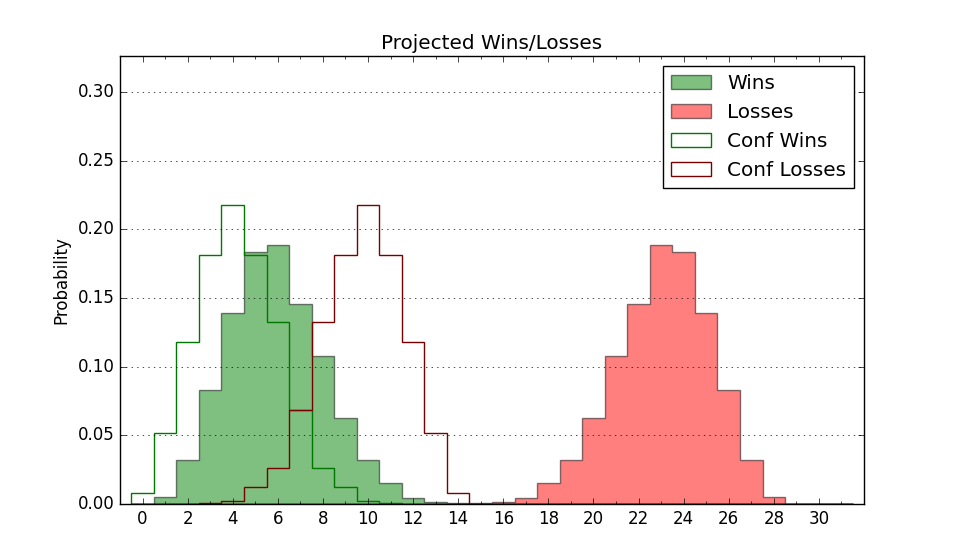 Projected Wins/Losses
Wins
Losses
Conf Wins
Conf Losses
Probability
0.30
0.25
0.20
0.15
0.10
0.05
0.00
0 2 4 6 8 10 12 14 16 18 20 22 24 26 28 30